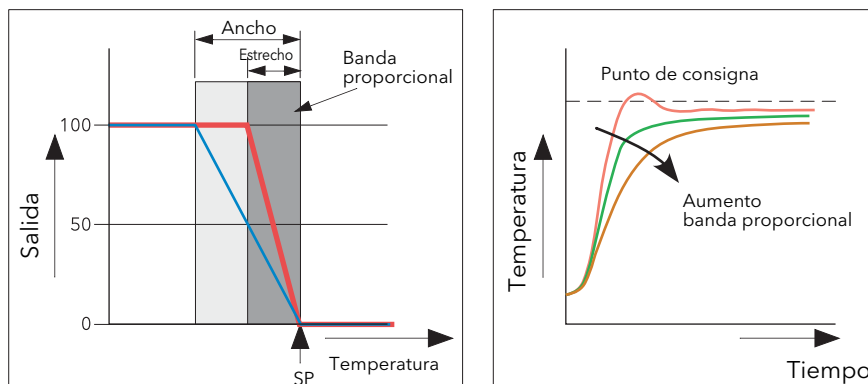 Ancho
Estrecho
Banda
proporcional
100
50
0
Salida
Temperatura
SP
Punto de consigna
Aumento
banda proporcional
Temperatura
Tiempo